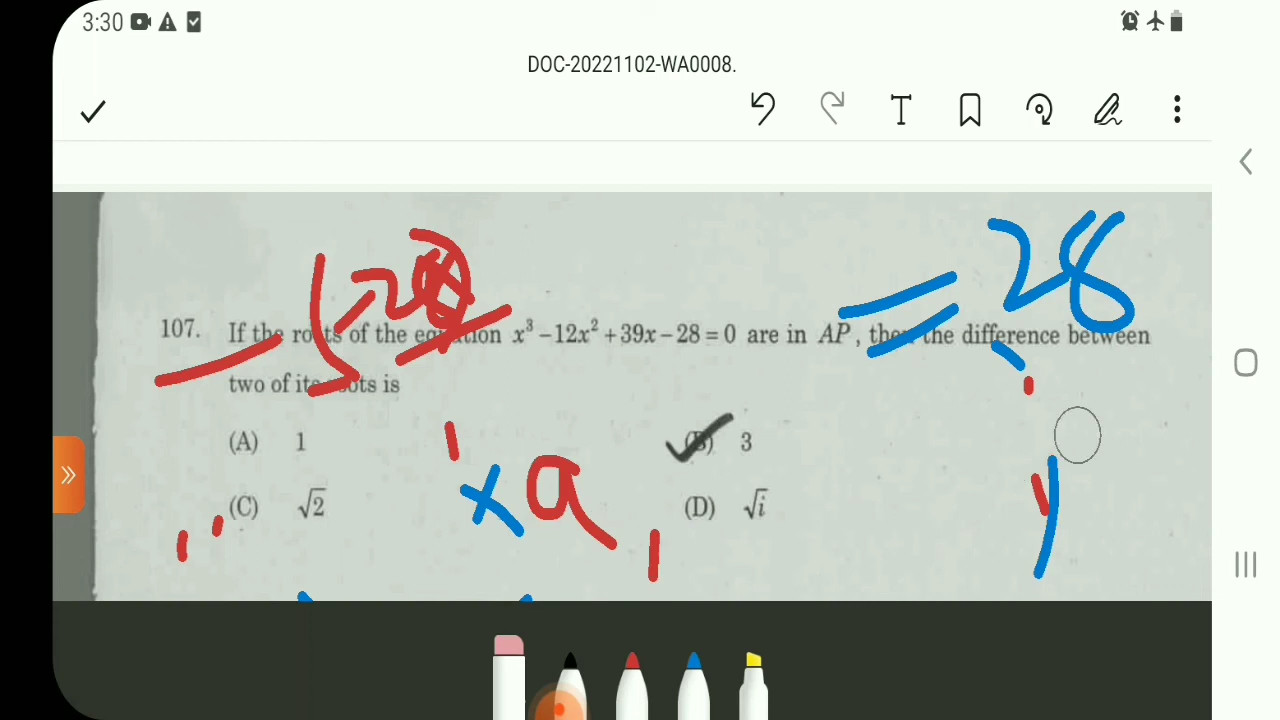 3:30
DOC-20221102-WA0008.
T
28
28
107. If the roots of the equation x³ − 12x² + 39x − 28 = 0 are in AP, then the difference between
two of its roots is
(A) 1
(B) 3
× a
(C) √2
(D) √i